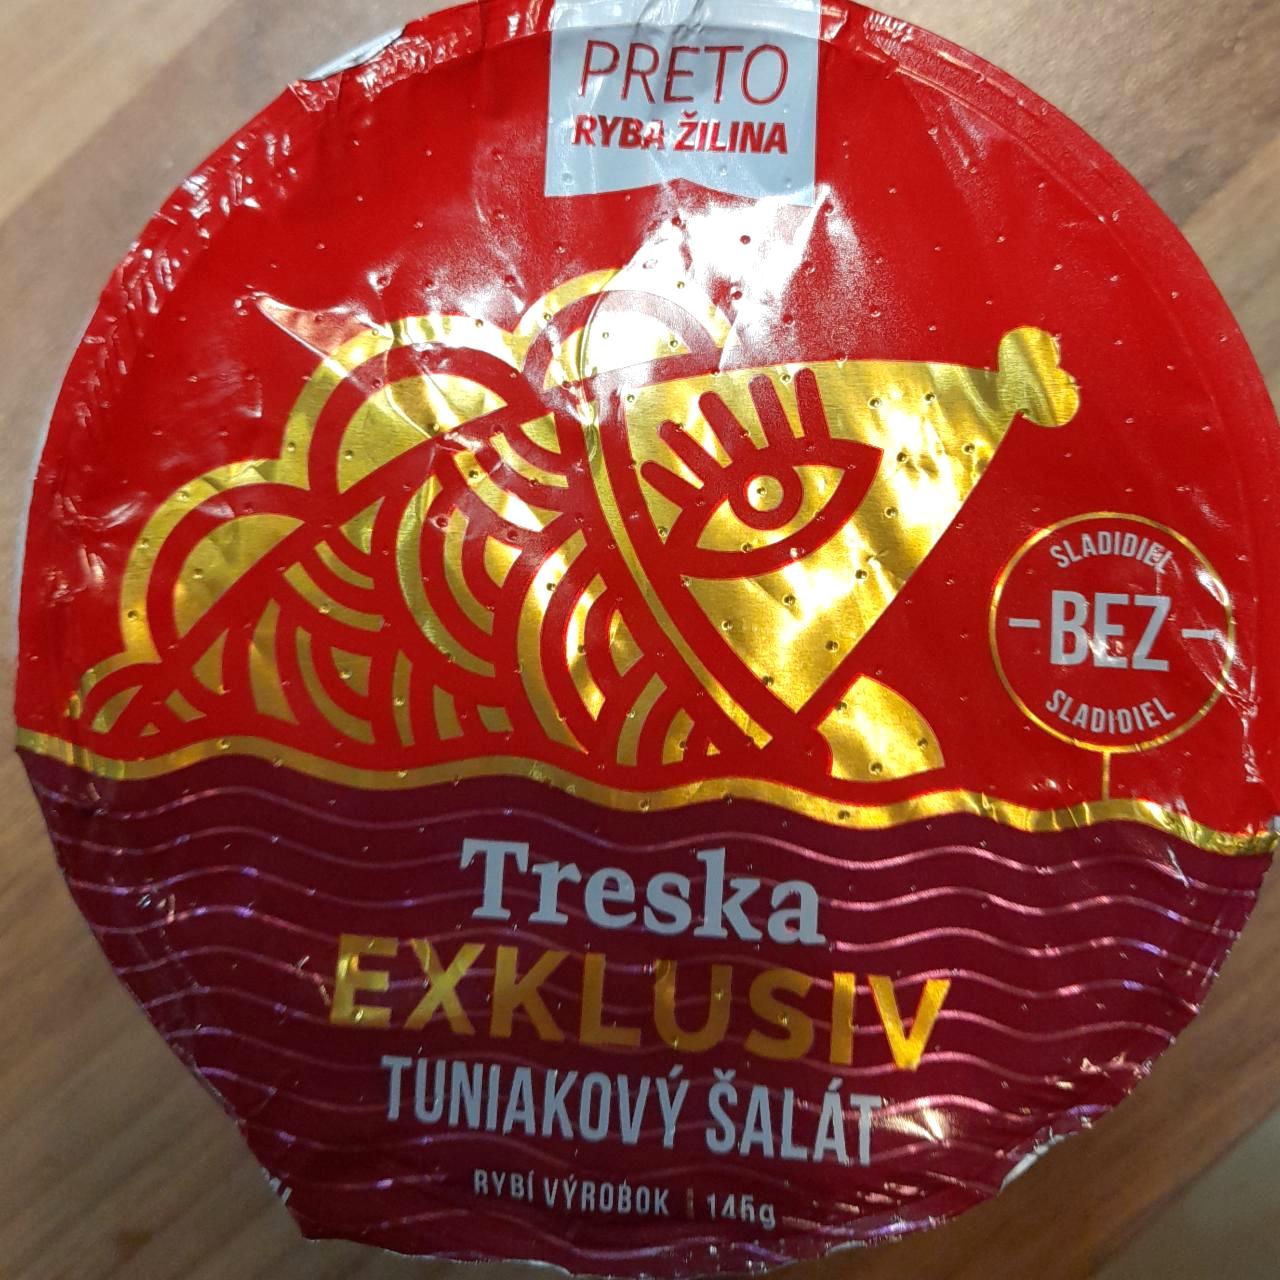 PRETO
RYBA ŽILINA
SLADIDIEL
BEZ
SLADIDIEL
Treska
EXKLUSIV
TUNIAKOVÝ ŠALÁT
RYBÍ VÝROBOK | 145g